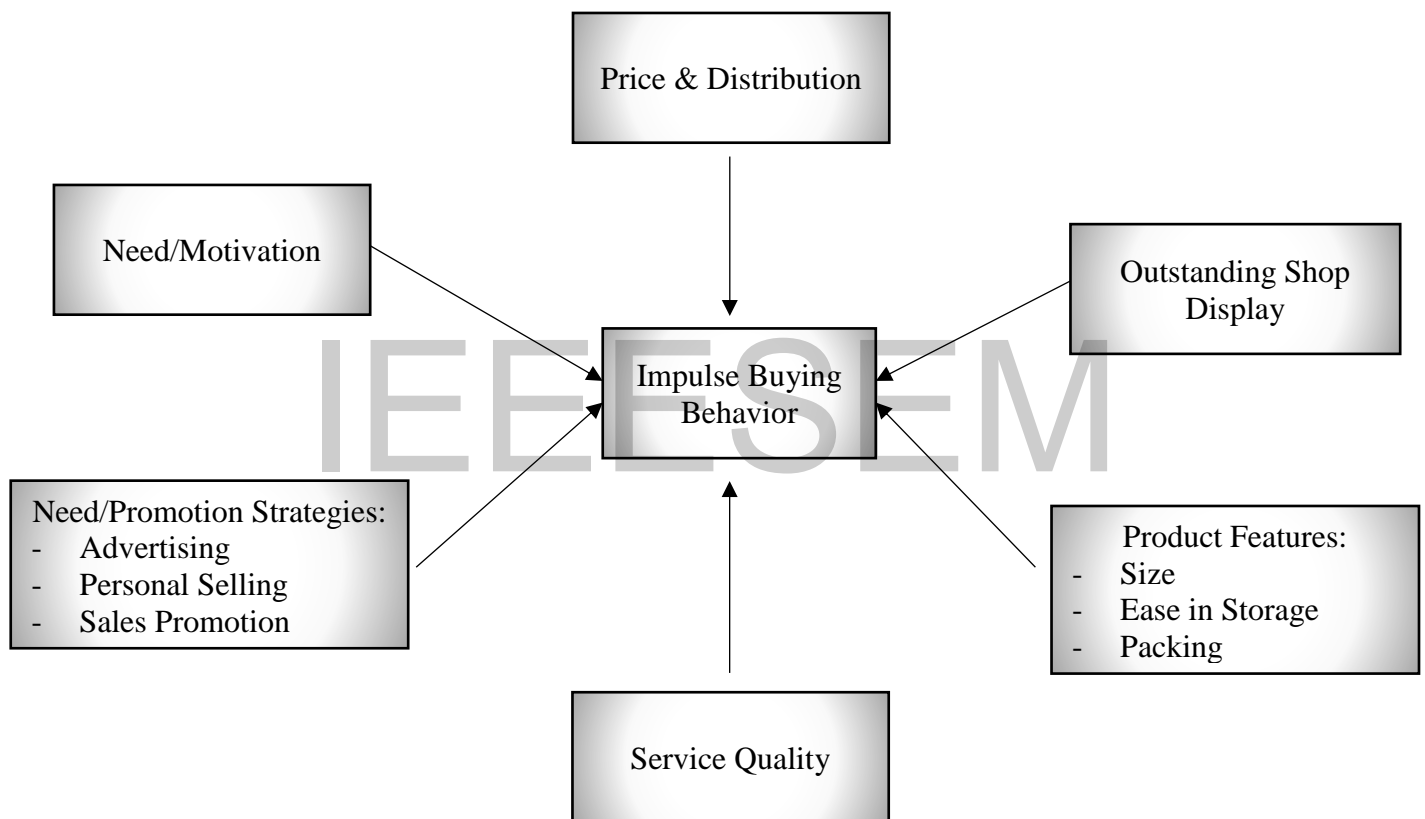 Price & Distribution
Need/Motivation
Outstanding Shop
Display
Impulse Buying
Behavior
IEEESEM
Need/Promotion Strategies:
- Advertising
- Personal Selling
- Sales Promotion
Product Features:
- Size
- Ease in Storage
- Packing
Service Quality